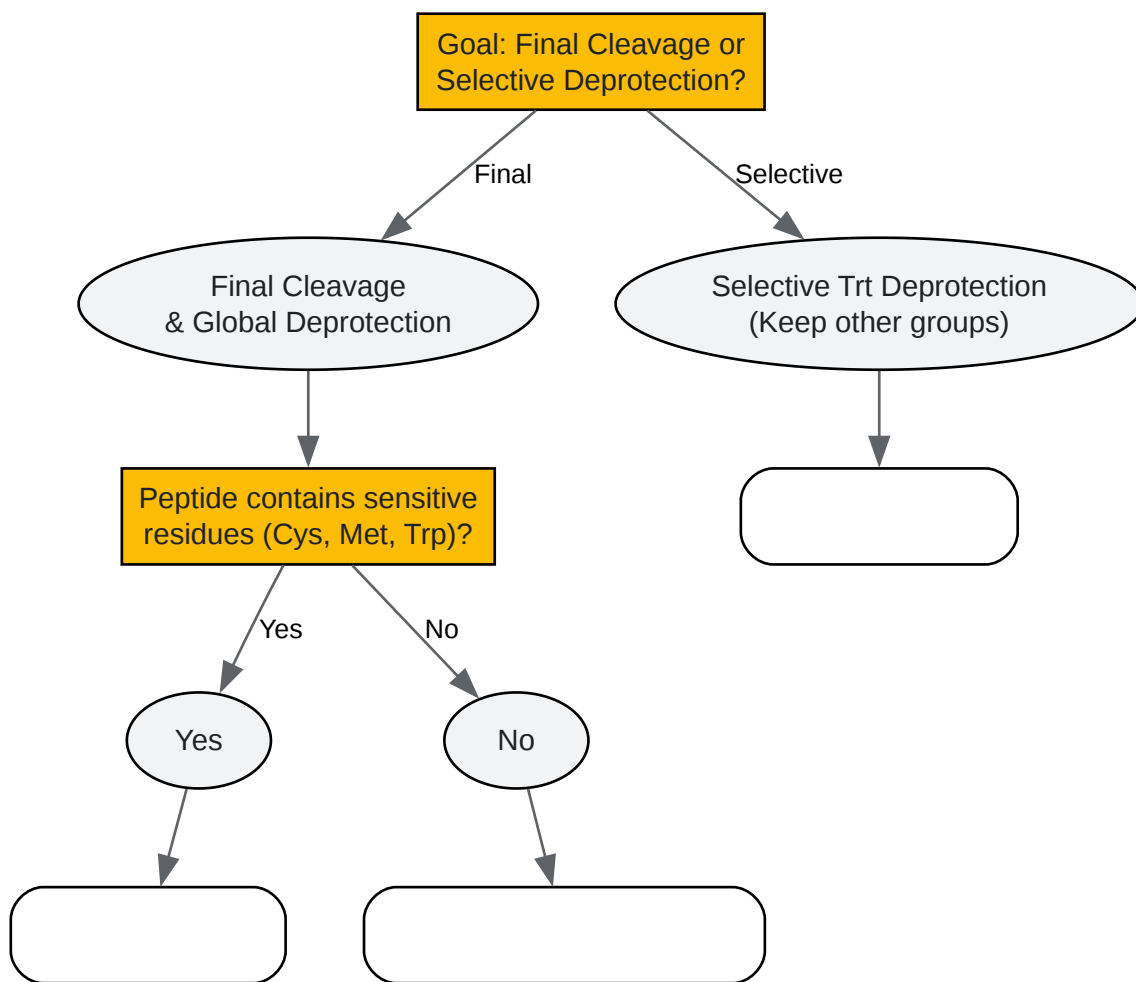 Goal: Final Cleavage or
Selective Deprotection?
Final
Selective
Final Cleavage
& Global Deprotection
Selective Trt Deprotection
(Keep other groups)
Peptide contains sensitive
residues (Cys, Met, Trp)?
Yes
No
Yes
No